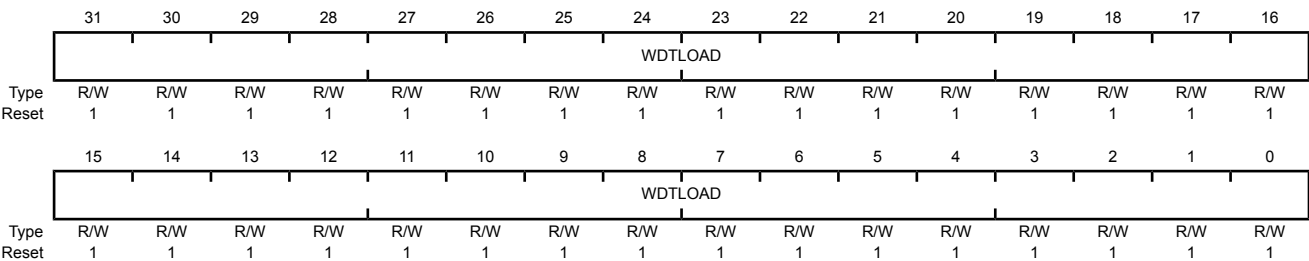 31 30 29 28 27 26 25 24 23 22 21 20 19 18 17 16
WDTLOAD
Type R/W R/W R/W R/W R/W R/W R/W R/W R/W R/W R/W R/W R/W R/W R/W R/W
Reset 1 1 1 1 1 1 1 1 1 1 1 1 1 1 1 1
15 14 13 12 11 10 9 8 7 6 5 4 3 2 1 0
WDTLOAD
Type R/W R/W R/W R/W R/W R/W R/W R/W R/W R/W R/W R/W R/W R/W R/W R/W
Reset 1 1 1 1 1 1 1 1 1 1 1 1 1 1 1 1